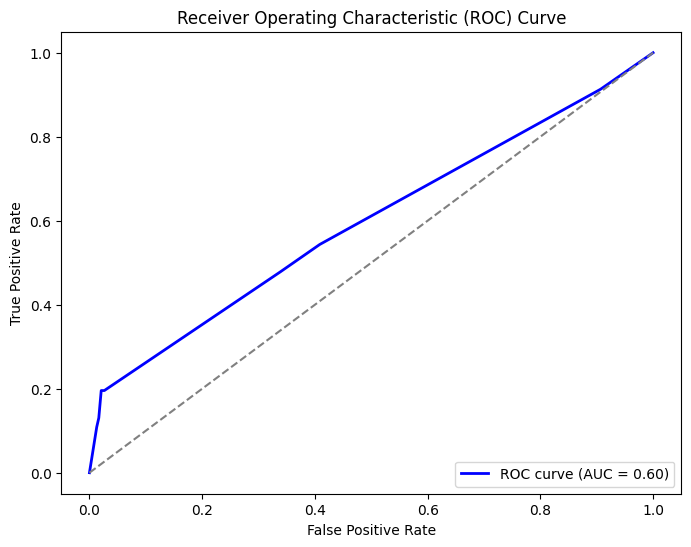 Receiver Operating Characteristic (ROC) Curve
1.0
0.8
0.6
0.4
0.2
0.0
True Positive Rate
0.0 0.2 0.4 0.6 0.8 1.0
False Positive Rate
ROC curve (AUC = 0.60)